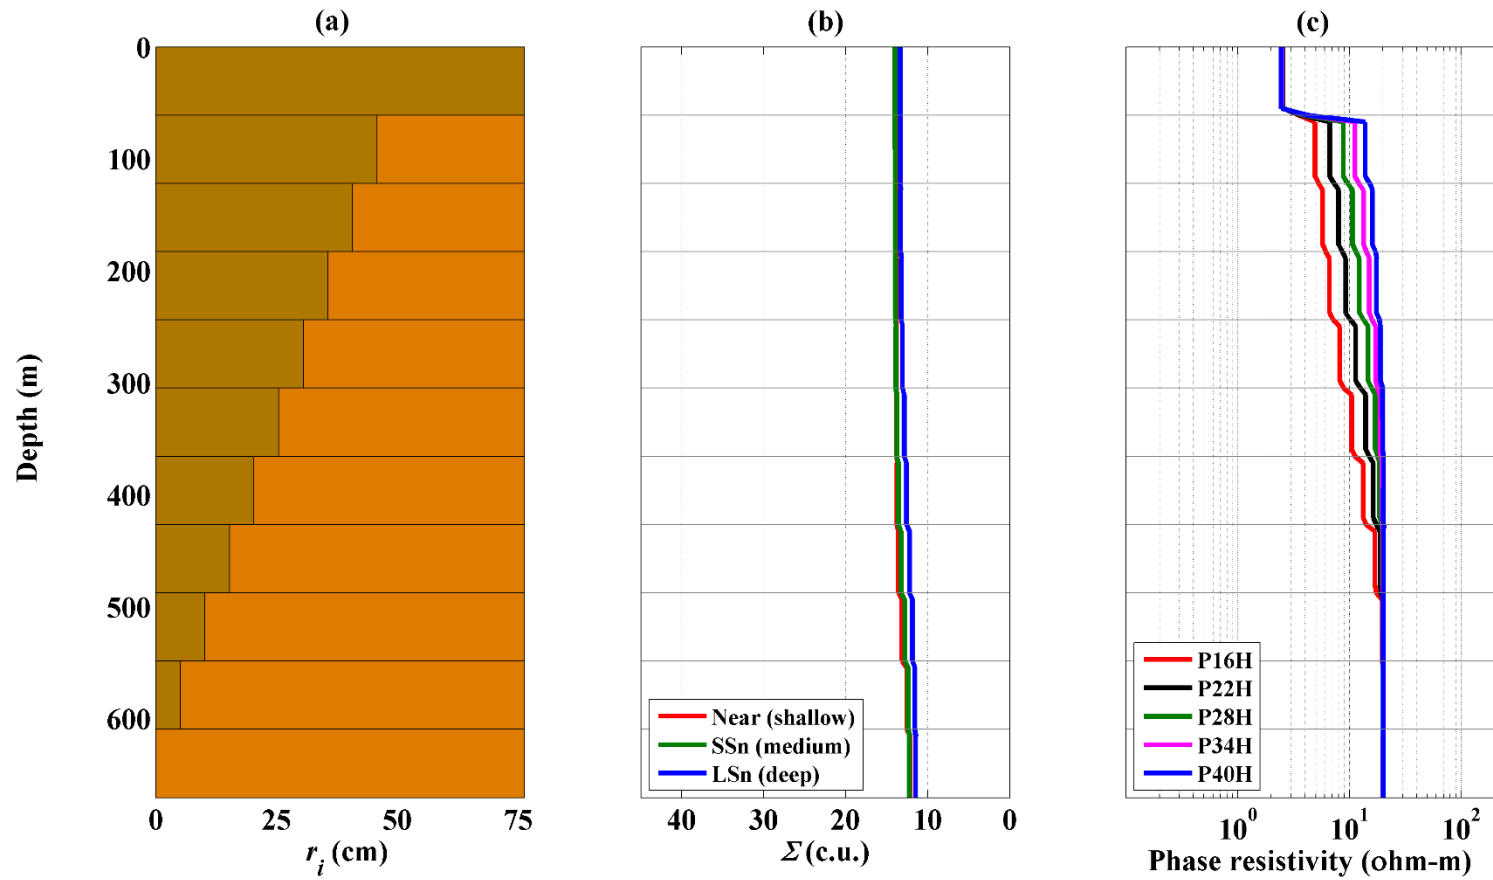 (a)
(b)
(c)
Depth (m)
0
100
200
300
400
500
600
0 25 50 75
r_i (cm)
Near (shallow)
SSn (medium)
LSn (deep)
40 30 20 10 0
Σ (c.u.)
P16H
P22H
P28H
P34H
P40H
10^0 10^1 10^2
Phase resistivity (ohm-m)